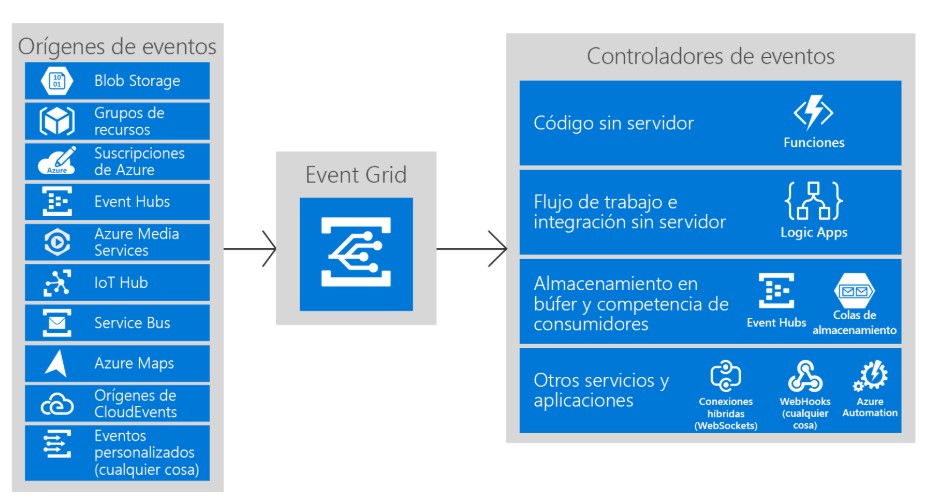 Orígenes de eventos
10
01
Blob Storage
Grupos de
recursos
Azure
Suscripciones
de Azure
Event Hubs
Azure Media
Services
IoT Hub
Service Bus
Azure Maps
Orígenes de
CloudEvents
Eventos
personalizados
(cualquier cosa)
Event Grid
Controladores de eventos
Código sin servidor
Funciones
Flujo de trabajo e
integración sin servidor
Logic Apps
Almacenamiento en
búfer y competencia de
consumidores
Event Hubs
Colas de
almacenamiento
Otros servicios y
aplicaciones
Conexiones
híbridas
(WebSockets)
WebHooks
(cualquier
cosa)
Azure
Automation